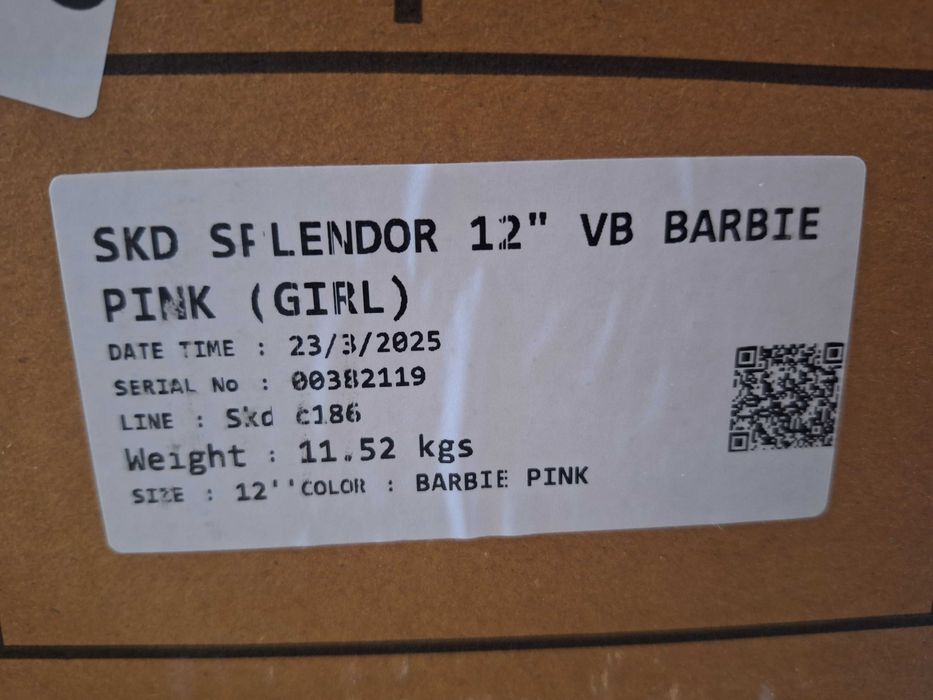 SKD SPLENDOR 12" VB BARBIE
PINK (GIRL)
DATE TIME : 23/3/2025
SERIAL No : 00382119
LINE : Skd c186
Weight : 11.52 kgs
SIZE : 12'' COLOR : BARBIE PINK